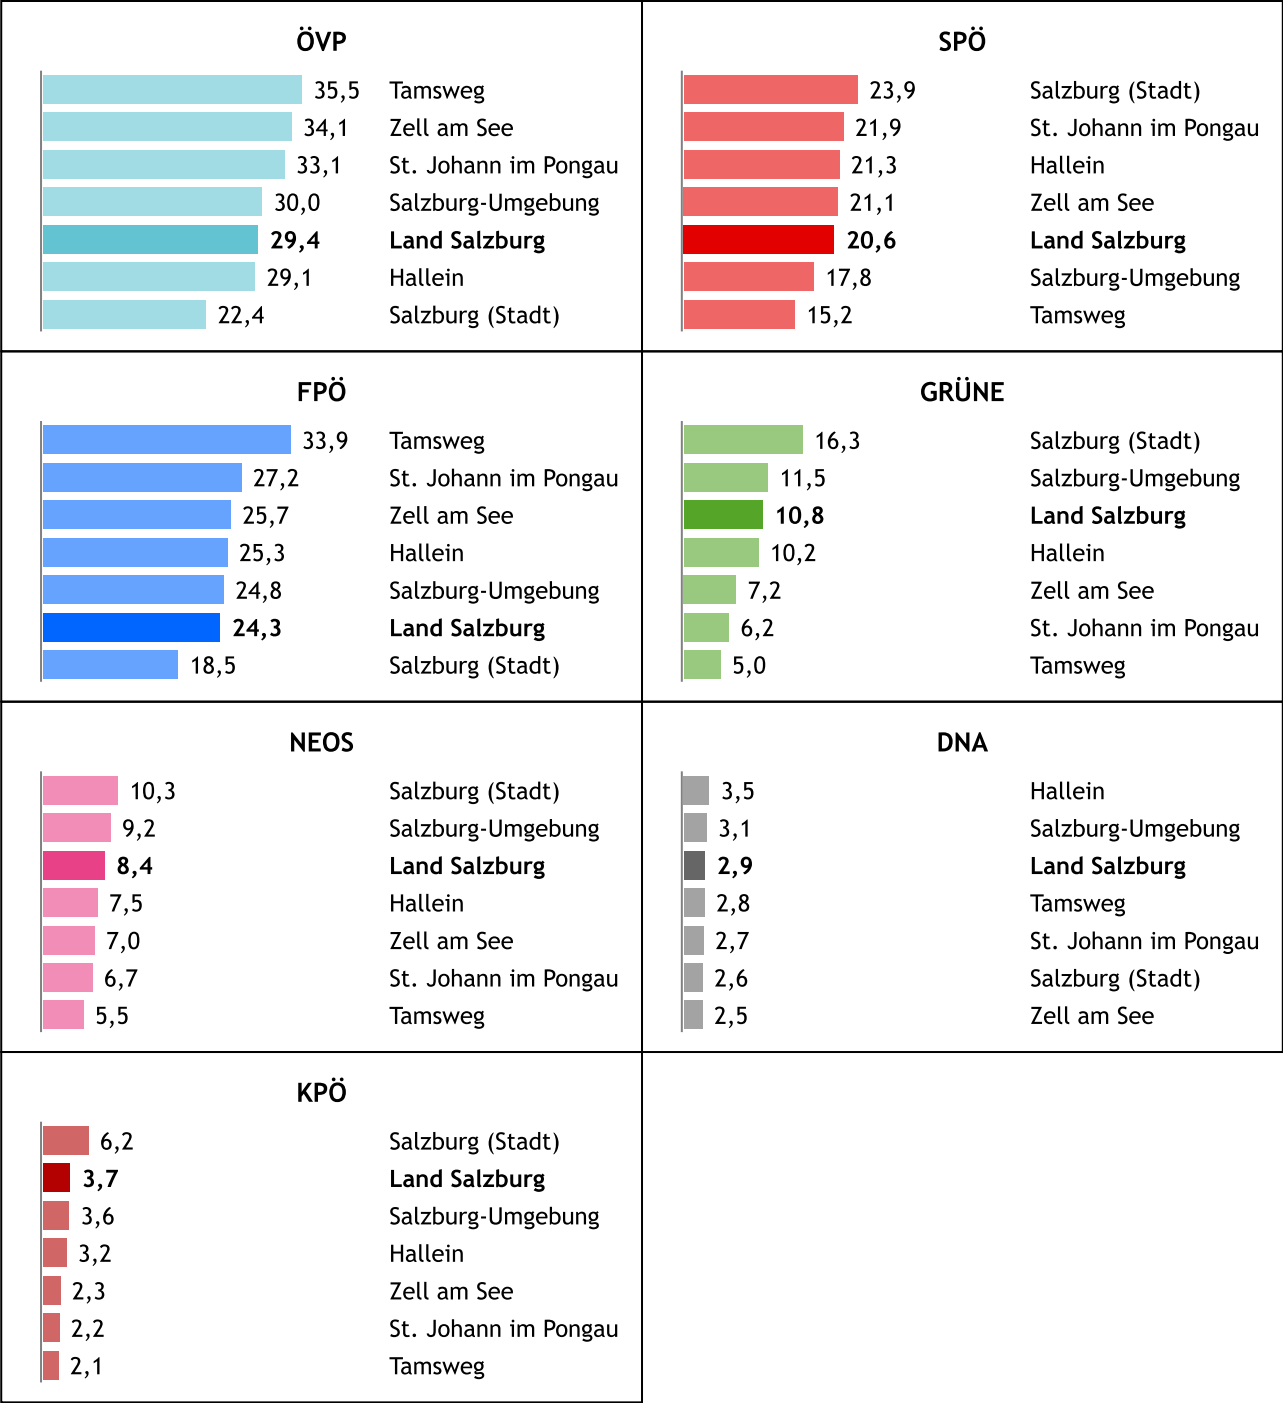 ÖVP
35,5 Tamsweg
34,1 Zell am See
33,1 St. Johann im Pongau
30,0 Salzburg-Umgebung
29,4 Land Salzburg
29,1 Hallein
22,4 Salzburg (Stadt)
SPÖ
23,9 Salzburg (Stadt)
21,9 St. Johann im Pongau
21,3 Hallein
21,1 Zell am See
20,6 Land Salzburg
17,8 Salzburg-Umgebung
15,2 Tamsweg
FPÖ
33,9 Tamsweg
27,2 St. Johann im Pongau
25,7 Zell am See
25,3 Hallein
24,8 Salzburg-Umgebung
24,3 Land Salzburg
18,5 Salzburg (Stadt)
GRÜNE
16,3 Salzburg (Stadt)
11,5 Salzburg-Umgebung
10,8 Land Salzburg
10,2 Hallein
7,2 Zell am See
6,2 St. Johann im Pongau
5,0 Tamsweg
NEOS
10,3 Salzburg (Stadt)
9,2 Salzburg-Umgebung
8,4 Land Salzburg
7,5 Hallein
7,0 Zell am See
6,7 St. Johann im Pongau
5,5 Tamsweg
DNA
3,5 Hallein
3,1 Salzburg-Umgebung
2,9 Land Salzburg
2,8 Tamsweg
2,7 St. Johann im Pongau
2,6 Salzburg (Stadt)
2,5 Zell am See
KPÖ
6,2 Salzburg (Stadt)
3,7 Land Salzburg
3,6 Salzburg-Umgebung
3,2 Hallein
2,3 Zell am See
2,2 St. Johann im Pongau
2,1 Tamsweg